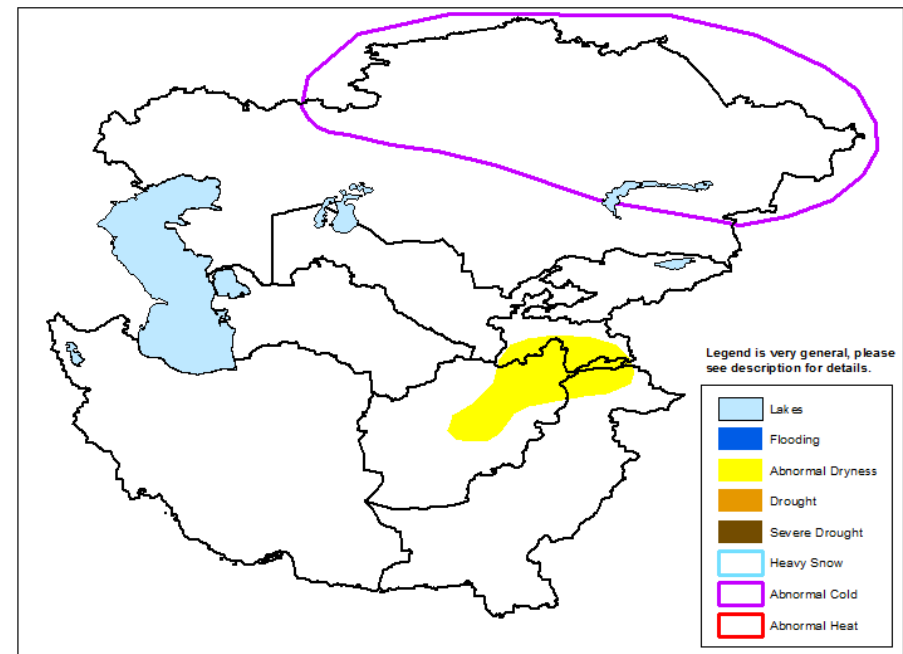 Legend is very general, please
see description for details.
Lakes
Flooding
Abnormal Dryness
Drought
Severe Drought
Heavy Snow
Abnormal Cold
Abnormal Heat